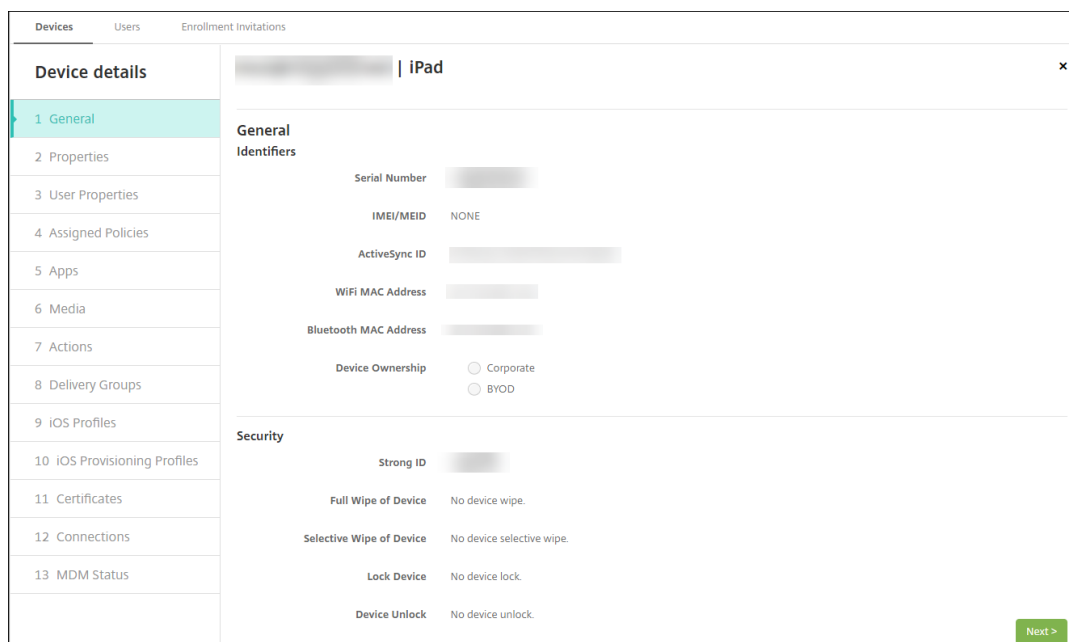 Devices Users Enrollment Invitations
Device details
1 General
2 Properties
3 User Properties
4 Assigned Policies
5 Apps
6 Media
7 Actions
8 Delivery Groups
9 iOS Profiles
10 iOS Provisioning Profiles
11 Certificates
12 Connections
13 MDM Status
| iPad
×
General
Identifiers
Serial Number
IMEI/MEID NONE
ActiveSync ID
WiFi MAC Address
Bluetooth MAC Address
Device Ownership Corporate
BYOD
Security
Strong ID
Full Wipe of Device No device wipe.
Selective Wipe of Device No device selective wipe.
Lock Device No device lock.
Device Unlock No device unlock.
Next >